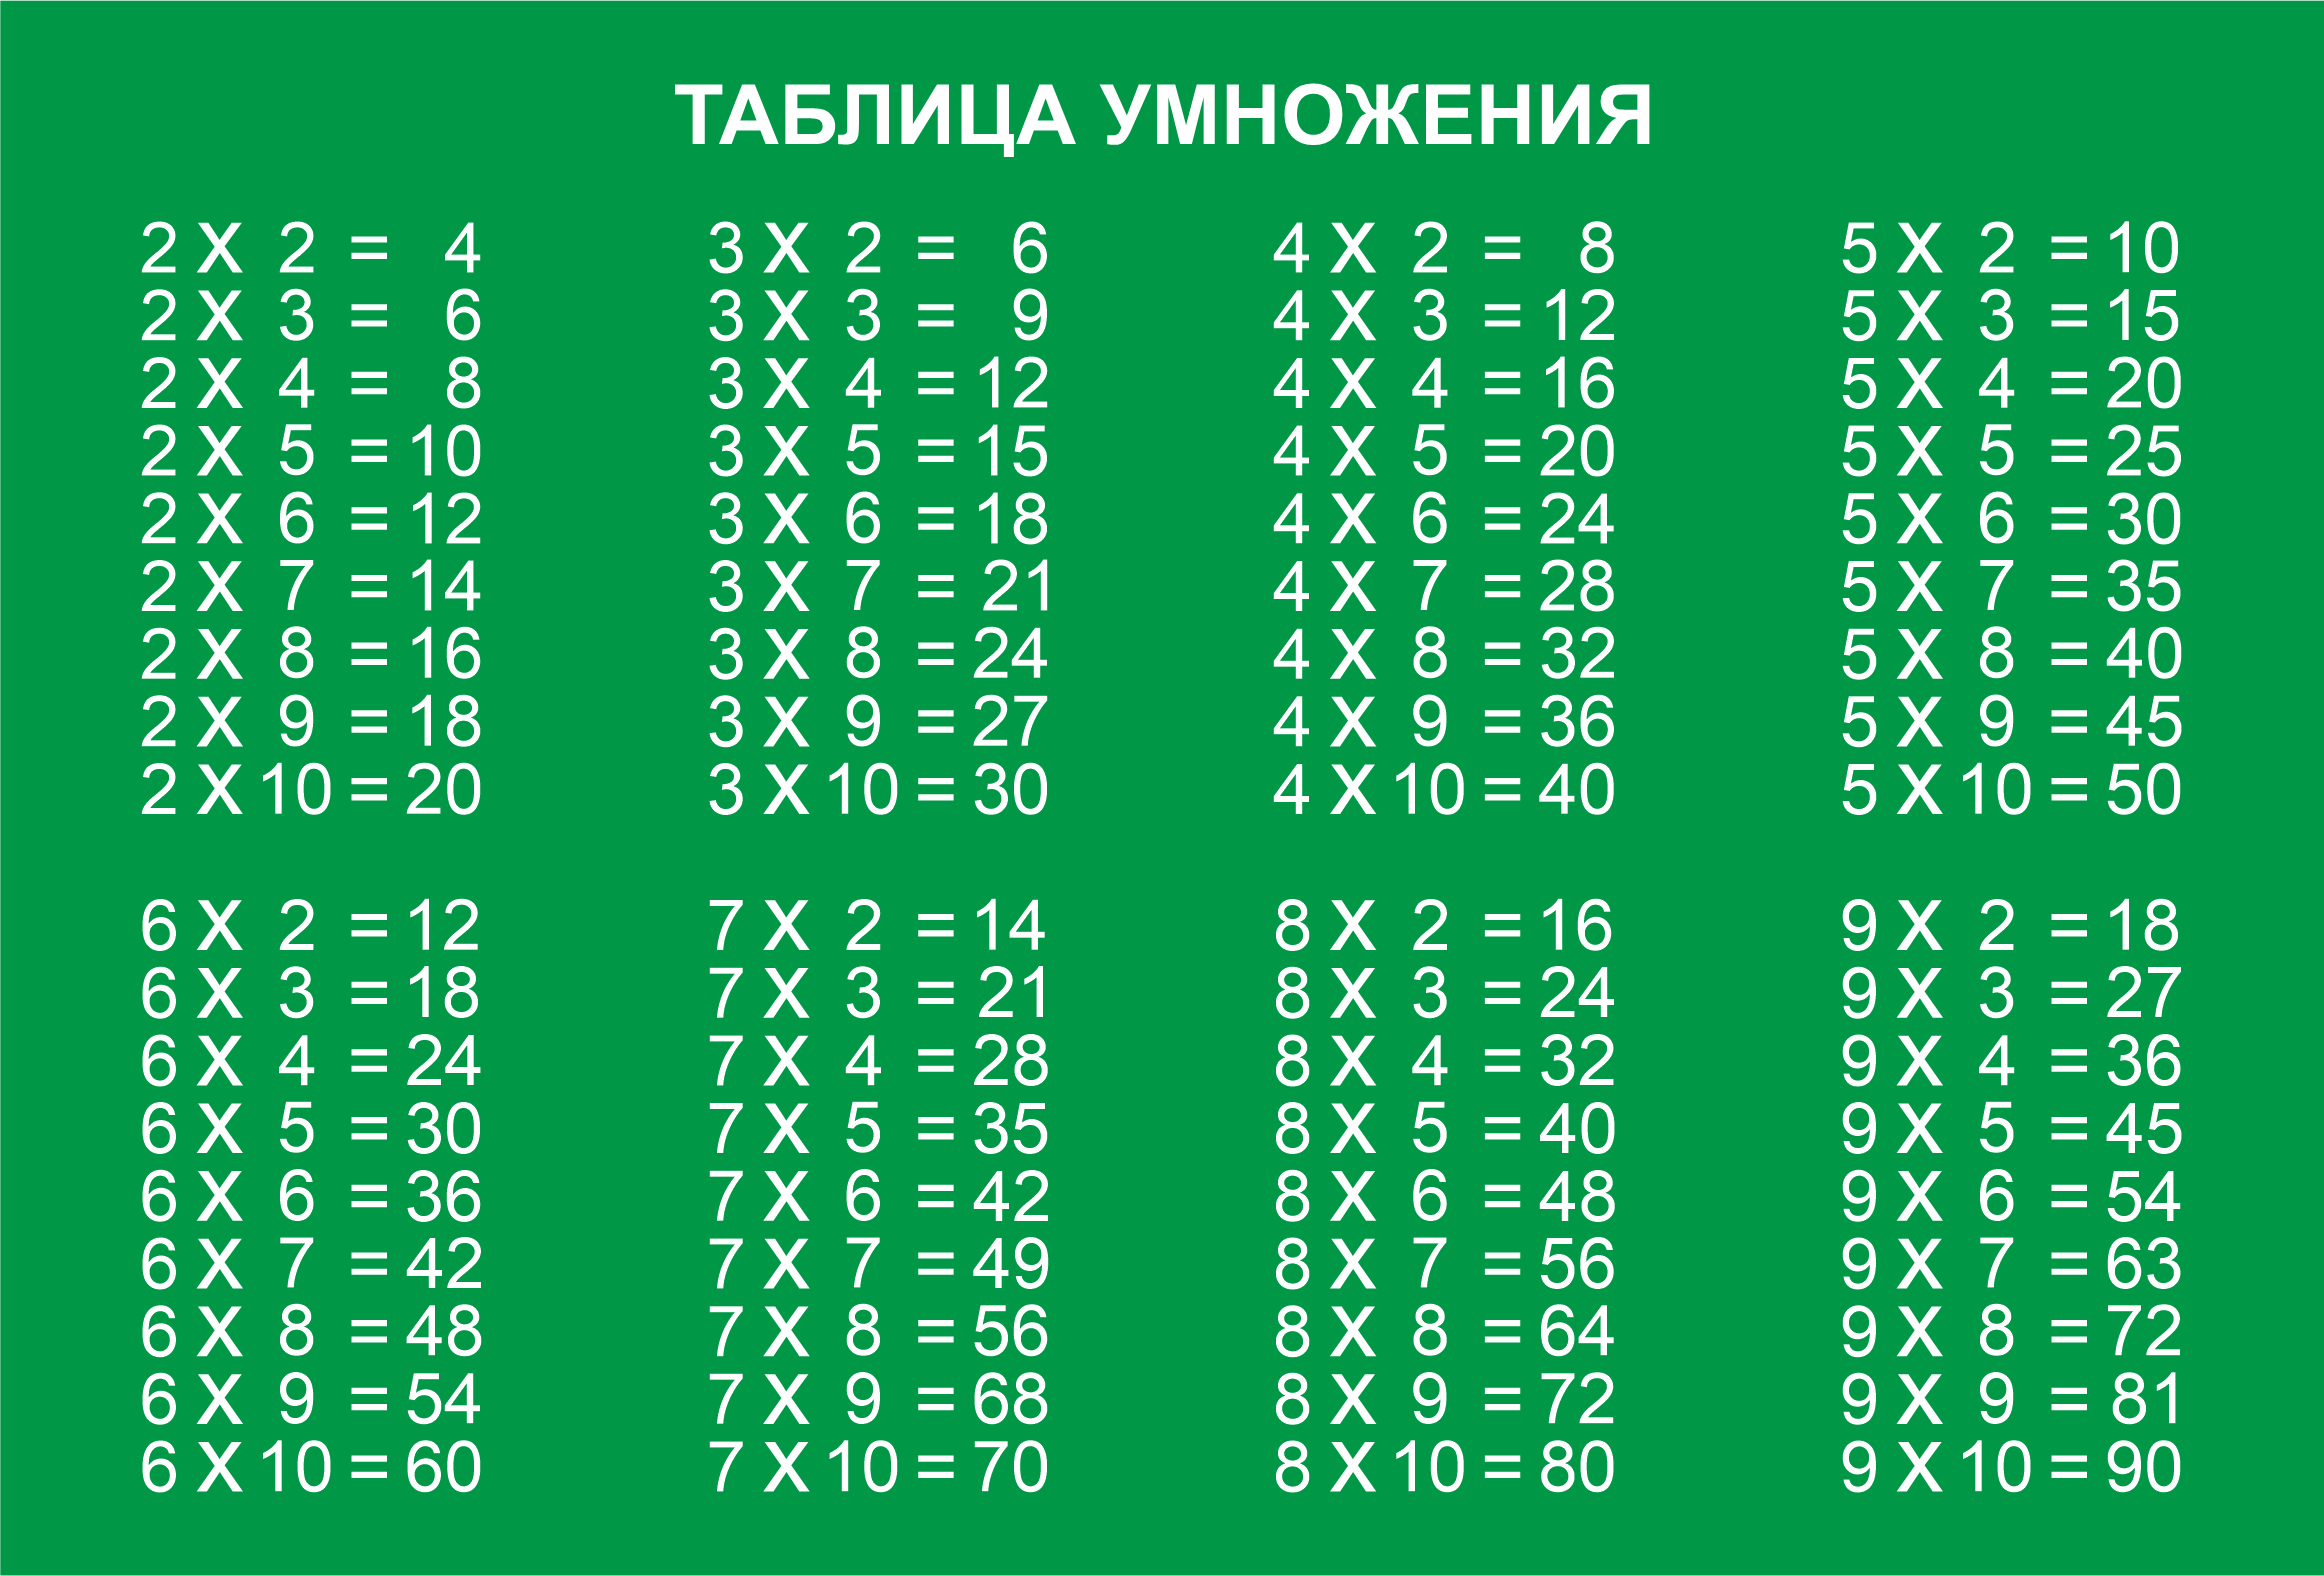 ТАБЛИЦА УМНОЖЕНИЯ
2 X 2 = 4
2 X 3 = 6
2 X 4 = 8
2 X 5 = 10
2 X 6 = 12
2 X 7 = 14
2 X 8 = 16
2 X 9 = 18
2 X 10 = 20
3 X 2 = 6
3 X 3 = 9
3 X 4 = 12
3 X 5 = 15
3 X 6 = 18
3 X 7 = 21
3 X 8 = 24
3 X 9 = 27
3 X 10 = 30
4 X 2 = 8
4 X 3 = 12
4 X 4 = 16
4 X 5 = 20
4 X 6 = 24
4 X 7 = 28
4 X 8 = 32
4 X 9 = 36
4 X 10 = 40
5 X 2 = 10
5 X 3 = 15
5 X 4 = 20
5 X 5 = 25
5 X 6 = 30
5 X 7 = 35
5 X 8 = 40
5 X 9 = 45
5 X 10 = 50
6 X 2 = 12
6 X 3 = 18
6 X 4 = 24
6 X 5 = 30
6 X 6 = 36
6 X 7 = 42
6 X 8 = 48
6 X 9 = 54
6 X 10 = 60
7 X 2 = 14
7 X 3 = 21
7 X 4 = 28
7 X 5 = 35
7 X 6 = 42
7 X 7 = 49
7 X 8 = 56
7 X 9 = 68
7 X 10 = 70
8 X 2 = 16
8 X 3 = 24
8 X 4 = 32
8 X 5 = 40
8 X 6 = 48
8 X 7 = 56
8 X 8 = 64
8 X 9 = 72
8 X 10 = 80
9 X 2 = 18
9 X 3 = 27
9 X 4 = 36
9 X 5 = 45
9 X 6 = 54
9 X 7 = 63
9 X 8 = 72
9 X 9 = 81
9 X 10 = 90